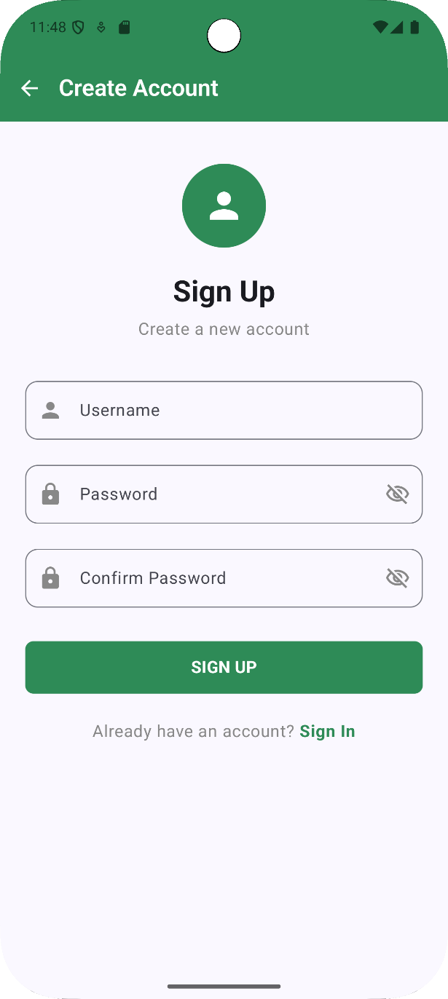 11:48
Create Account
Sign Up
Create a new account
Username
Password
Confirm Password
SIGN UP
Already have an account? Sign In